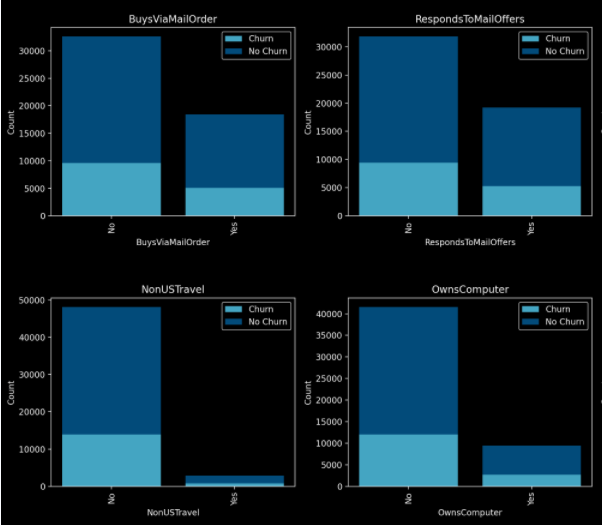 BuysViaMailOrder
Churn
No Churn
30000
25000
20000
15000
10000
5000
0
Count
No
Yes
BuysViaMailOrder
RespondsToMailOffers
Churn
No Churn
30000
25000
20000
15000
10000
5000
0
Count
No
Yes
RespondsToMailOffers
NonUSTravel
Churn
No Churn
50000
40000
30000
20000
10000
0
Count
No
Yes
NonUSTravel
OwnsComputer
Churn
No Churn
40000
35000
30000
25000
20000
15000
10000
5000
0
Count
No
Yes
OwnsComputer